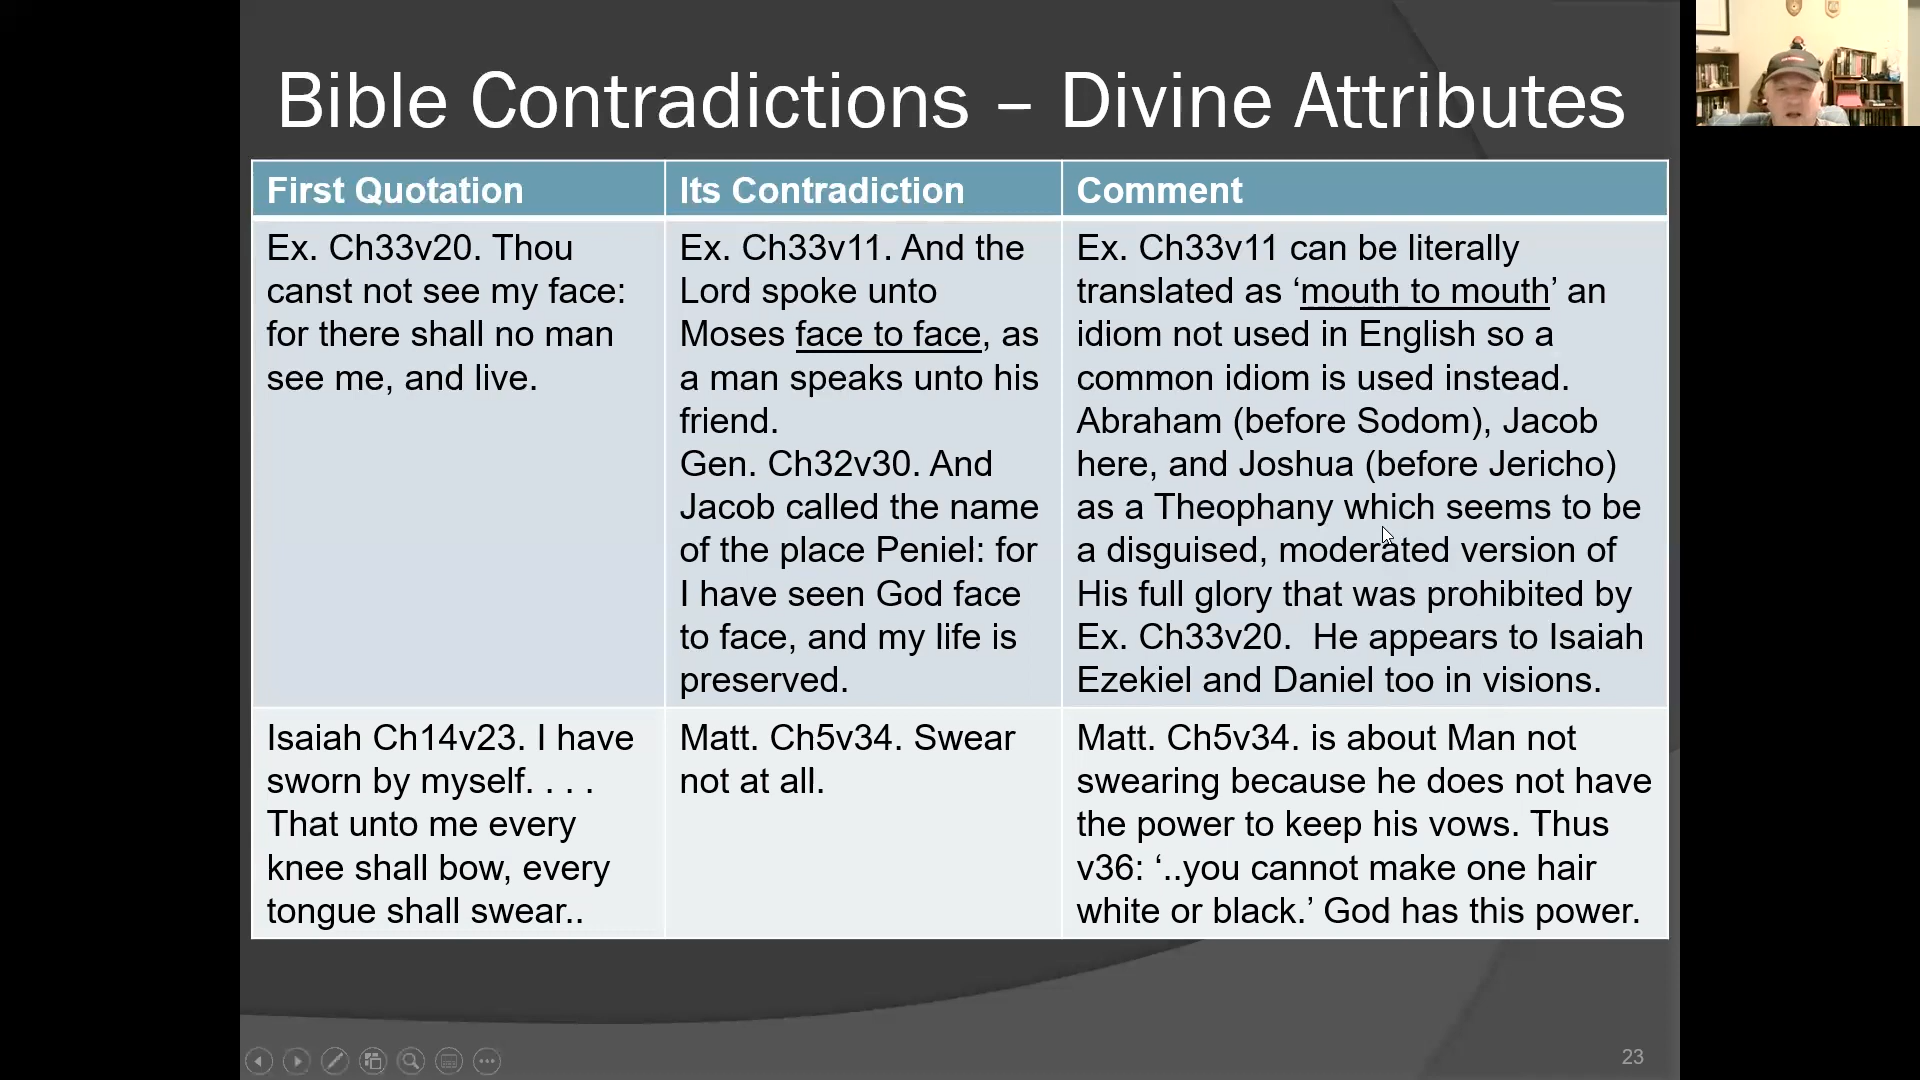 Bible Contradictions – Divine Attributes
First Quotation
Its Contradiction
Comment
Ex. Ch33v20. Thou
canst not see my face:
for there shall no man
see me, and live.
Ex. Ch33v11. And the
Lord spoke unto
Moses face to face, as
a man speaks unto his
friend.
Gen. Ch32v30. And
Jacob called the name
of the place Peniel: for
I have seen God face
to face, and my life is
preserved.
Ex. Ch33v11 can be literally
translated as ‘mouth to mouth’ an
idiom not used in English so a
common idiom is used instead.
Abraham (before Sodom), Jacob
here, and Joshua (before Jericho)
as a Theophany which seems to be
a disguised, moderated version of
His full glory that was prohibited by
Ex. Ch33v20.  He appears to Isaiah
Ezekiel and Daniel too in visions.
Isaiah Ch14v23. I have
sworn by myself. . . .
That unto me every
knee shall bow, every
tongue shall swear..
Matt. Ch5v34. Swear
not at all.
Matt. Ch5v34. is about Man not
swearing because he does not have
the power to keep his vows. Thus
v36: ‘..you cannot make one hair
white or black.’ God has this power.
23